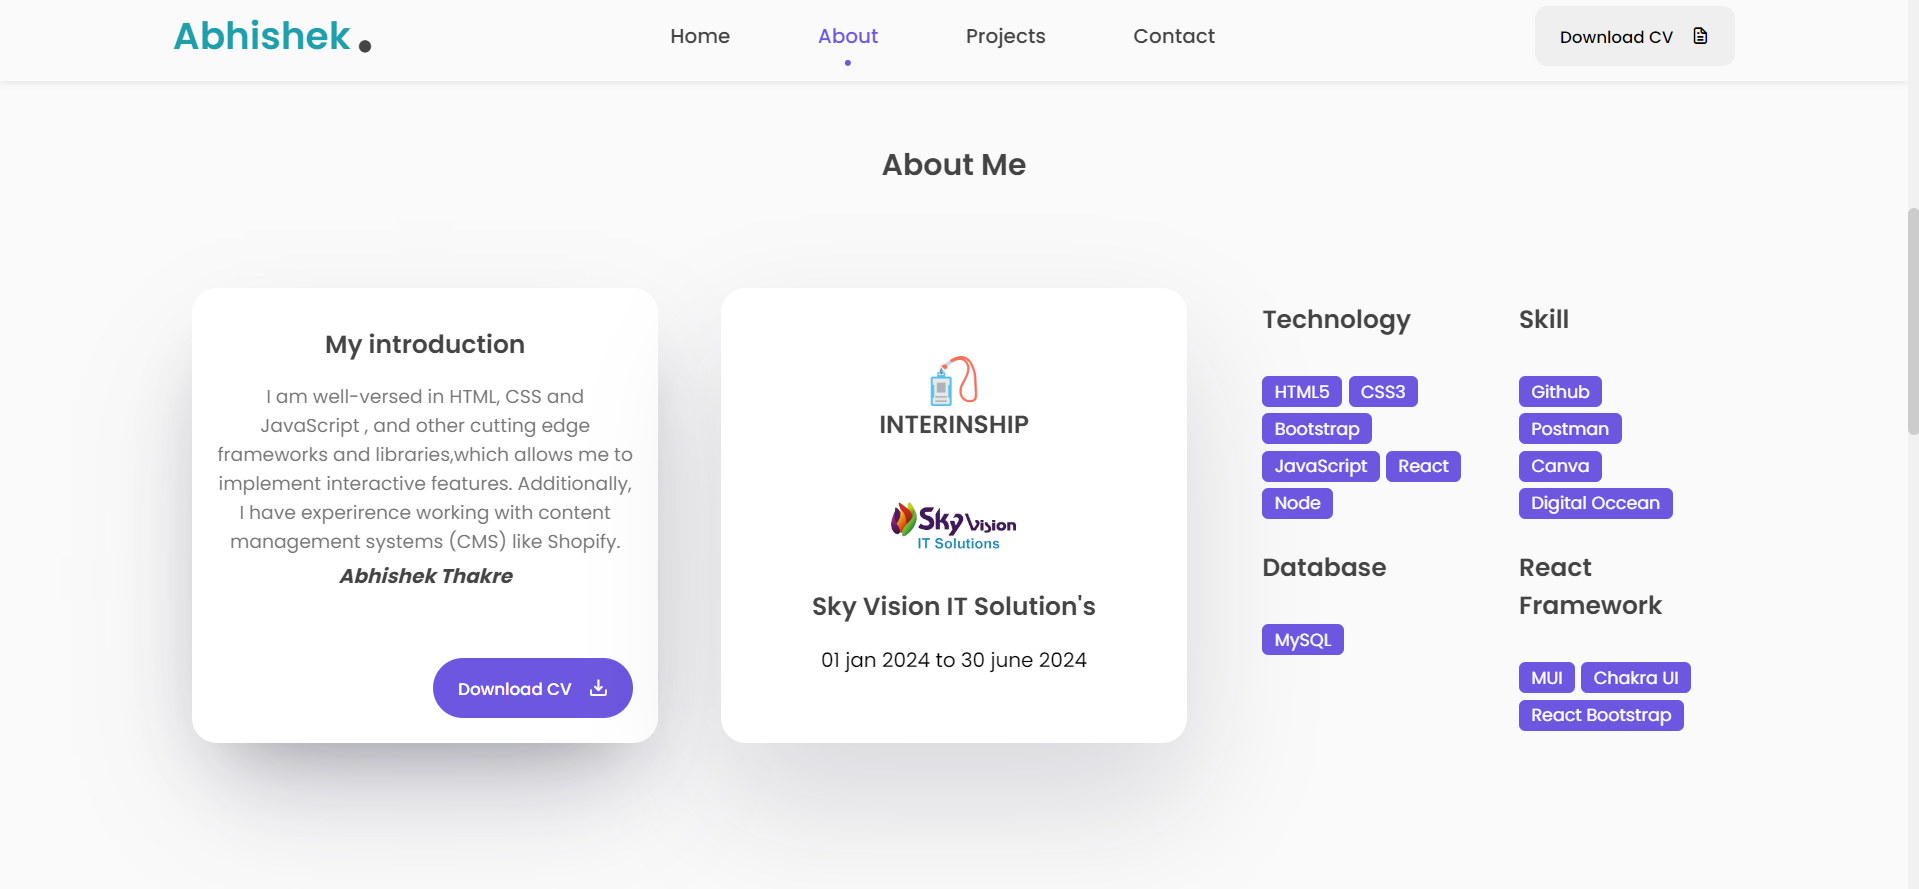 Abhishek .
Home
About
Projects
Contact
Download CV
About Me
My introduction
I am well-versed in HTML, CSS and
JavaScript , and other cutting edge
frameworks and libraries,which allows me to
implement interactive features. Additionally,
I have experirence working with content
management systems (CMS) like Shopify.
Abhishek Thakre
Download CV
INTERINSHIP
Sky Vision
IT Solutions
Sky Vision IT Solution's
01 jan 2024 to 30 june 2024
Technology
HTML5 CSS3
Bootstrap
JavaScript React
Node
Skill
Github
Postman
Canva
Digital Occean
Database
MySQL
React
Framework
MUI Chakra UI
React Bootstrap